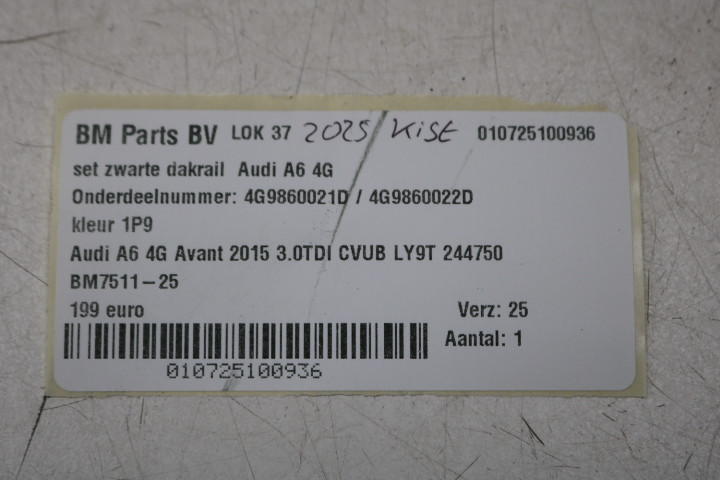 BM Parts BV LOK 37 2025 / Kist 010725100936
set zwarte dakrail Audi A6 4G
Onderdeelnummer: 4G9860021D / 4G9860022D
kleur 1P9
Audi A6 4G Avant 2015 3.0TDI CVUB LY9T 244750
BM7511-25
199 euro Verz: 25
Aantal: 1
010725100936